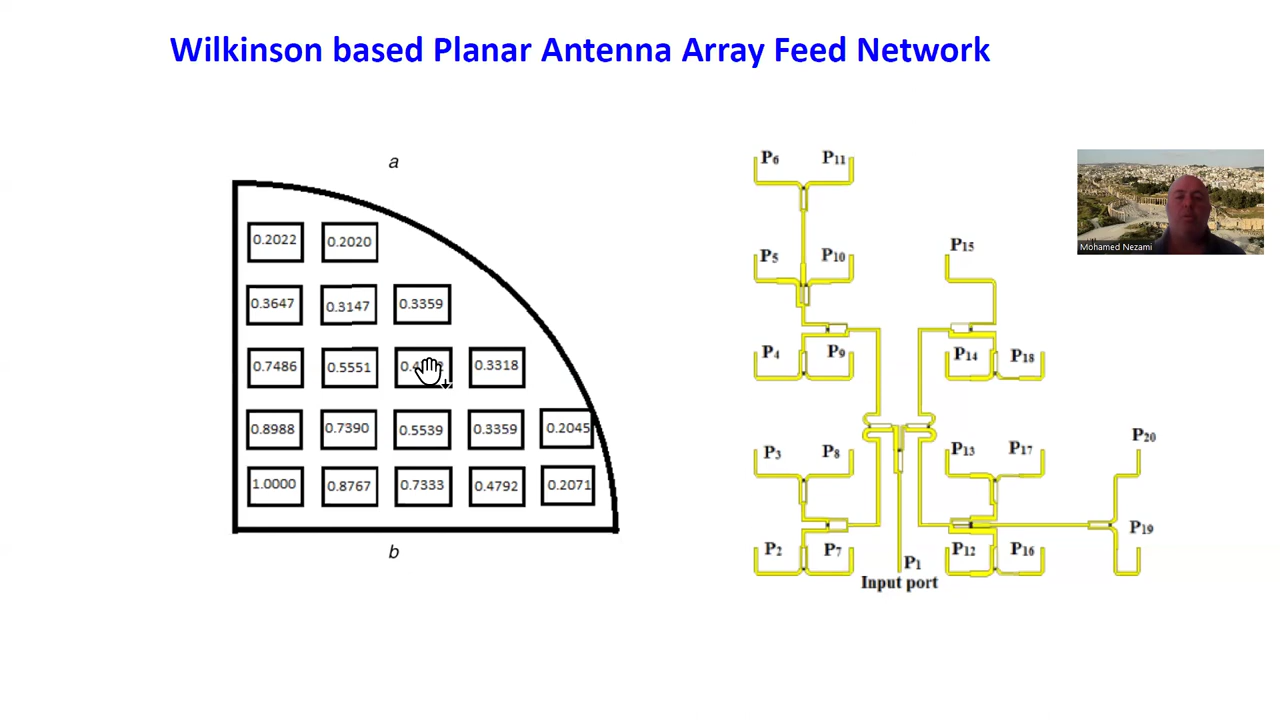 Wilkinson based Planar Antenna Array Feed Network
a
0.2022 0.2020
0.3647 0.3147 0.3359
0.7486 0.5551 0.3318
0.8988 0.7390 0.5539 0.3359 0.2045
1.0000 0.8767 0.7333 0.4792 0.2071
b
P6 P11
P5 P10
P4 P9
P3 P8
P2 P7
P1
Input port
P15
P14 P18
P13 P17
P12 P16
P20
P19
Mohamed Nezami